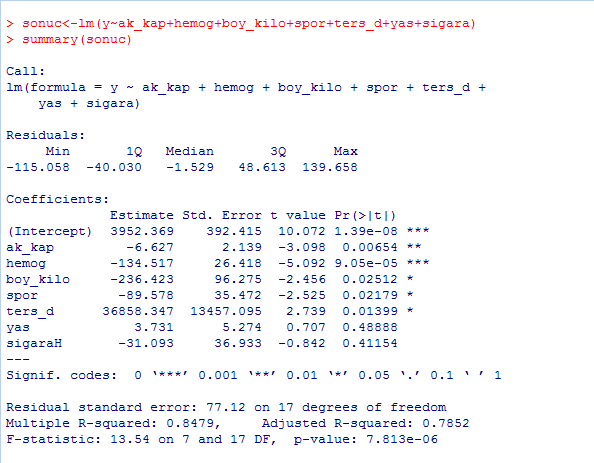 > sonuc<-lm(y~ak_kap+hemog+boy_kilo+spor+ters_d+yas+sigara)
> summary(sonuc)
Call:
lm(formula = y ~ ak_kap + hemog + boy_kilo + spor + ters_d +
    yas + sigara)
Residuals:
     Min       1Q   Median       3Q      Max
-115.058  -40.030   -1.529   48.613  139.658
Coefficients:
             Estimate Std. Error t value Pr(>|t|)
(Intercept)  3952.369    392.415  10.072 1.39e-08 ***
ak_kap         -6.627      2.139  -3.098  0.00654 **
hemog        -134.517     26.418  -5.092 9.05e-05 ***
boy_kilo     -236.423     96.275  -2.456  0.02512 *
spor          -89.578     35.472  -2.525  0.02179 *
ters_d      36858.347  13457.095   2.739  0.01399 *
yas             3.731      5.274   0.707  0.48888
sigaraH       -31.093     36.933  -0.842  0.41154
---
Signif. codes:  0 ‘***’ 0.001 ‘**’ 0.01 ‘*’ 0.05 ‘.’ 0.1 ‘ ’ 1
Residual standard error: 77.12 on 17 degrees of freedom
Multiple R-squared: 0.8479,     Adjusted R-squared: 0.7852
F-statistic: 13.54 on 7 and 17 DF,  p-value: 7.813e-06